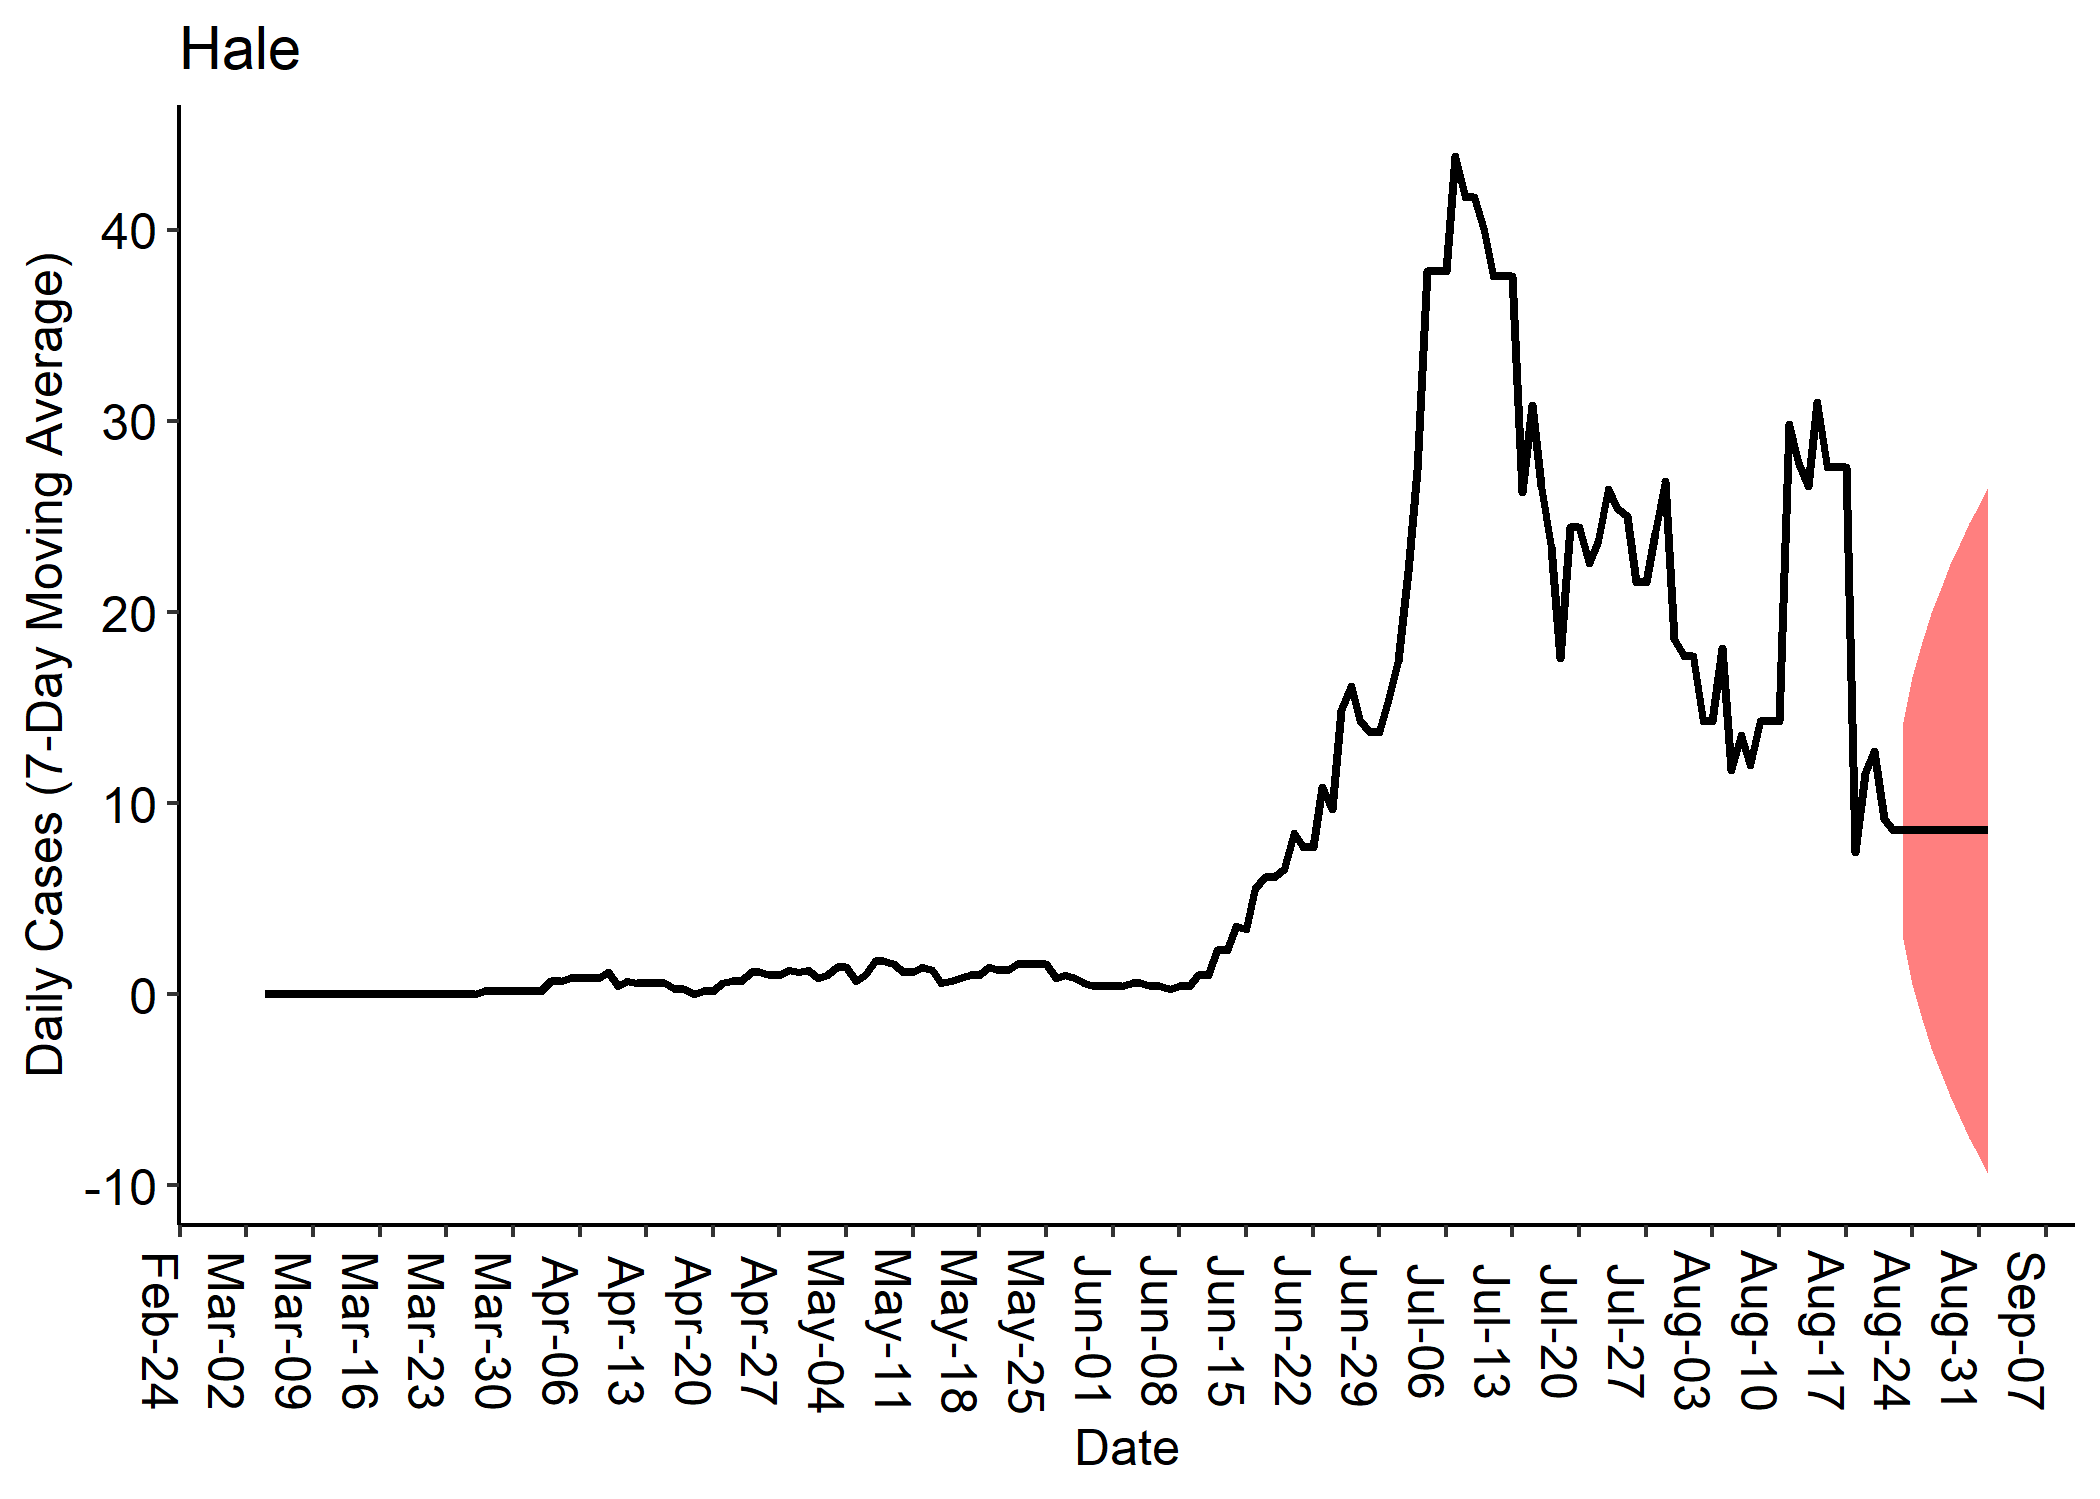 Hale
Daily Cases (7-Day Moving Average)
40
30
20
10
0
-10
Feb-24
Mar-02
Mar-09
Mar-16
Mar-23
Mar-30
Apr-06
Apr-13
Apr-20
Apr-27
May-04
May-11
May-18
May-25
Jun-01
Jun-08
Jun-15
Jun-22
Jun-29
Jul-06
Jul-13
Jul-20
Jul-27
Aug-03
Aug-10
Aug-17
Aug-24
Aug-31
Sep-07
Date